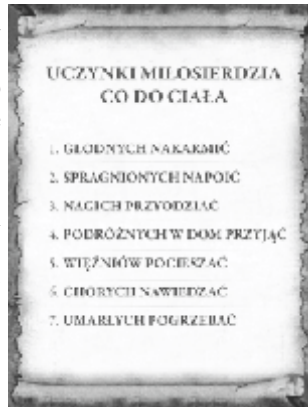 UCZYNKI MIŁOSIERDZIA
CO DO CIAŁA
1. GŁODNYCH NAKARMIĆ
2. SPRAGNIONYCH NAPOIĆ
3. NAGICH PRZYODZIAĆ
4. PODRÓŻNYCH W DOM PRZYJĄĆ
5. WIĘŹNIÓW POCIESZAĆ
6. CHORYCH NAWIEDZAĆ
7. UMARŁYCH POGRZEBAĆ